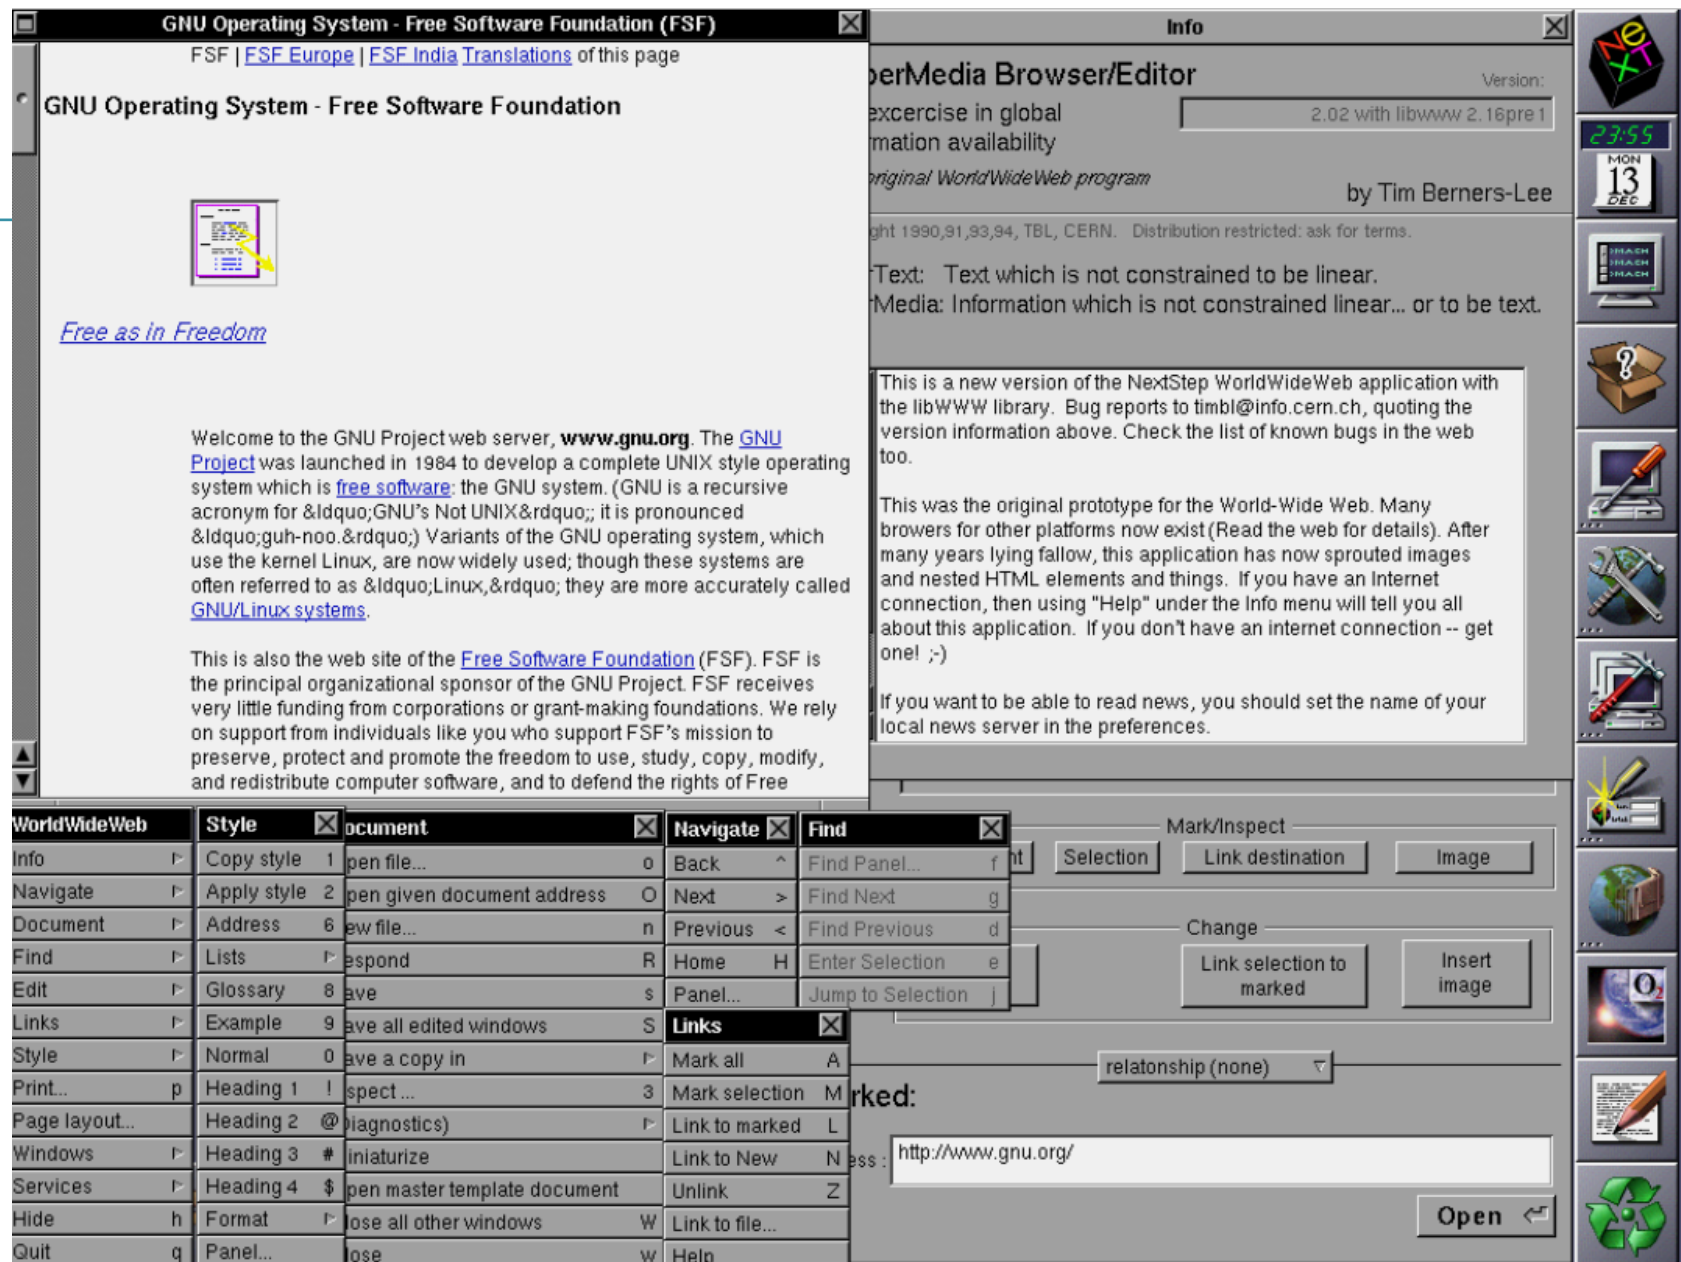 GNU Operating System - Free Software Foundation (FSF)
FSF | FSF Europe | FSF India Translations of this page
GNU Operating System - Free Software Foundation
Free as in Freedom
Welcome to the GNU Project web server, www.gnu.org. The GNU
Project was launched in 1984 to develop a complete UNIX style operating
system which is free software: the GNU system. (GNU is a recursive
acronym for &ldquo;GNU's Not UNIX&rdquo;; it is pronounced
&ldquo;guh-noo.&rdquo;) Variants of the GNU operating system, which
use the kernel Linux, are now widely used; though these systems are
often referred to as &ldquo;Linux,&rdquo; they are more accurately called
GNU/Linux systems.
This is also the web site of the Free Software Foundation (FSF). FSF is
the principal organizational sponsor of the GNU Project. FSF receives
very little funding from corporations or grant-making foundations. We rely
on support from individuals like you who support FSF's mission to
preserve, protect and promote the freedom to use, study, copy, modify,
and redistribute computer software, and to defend the rights of Free
Info
erMedia Browser/Editor
Version:
excercise in global
2.02 with libwww 2.16pre1
mation availability
original WorldWideWeb program
by Tim Berners-Lee
ght 1990,91,93,94, TBL, CERN. Distribution restricted: ask for terms.
Text: Text which is not constrained to be linear.
Media: Information which is not constrained linear... or to be text.
This is a new version of the NextStep WorldWideWeb application with
the libWWW library. Bug reports to timbl@info.cern.ch, quoting the
version information above. Check the list of known bugs in the web
too.
This was the original prototype for the World-Wide Web. Many
browers for other platforms now exist (Read the web for details). After
many years lying fallow, this application has now sprouted images
and nested HTML elements and things. If you have an Internet
connection, then using "Help" under the Info menu will tell you all
about this application. If you don't have an internet connection -- get
one! ;-)
If you want to be able to read news, you should set the name of your
local news server in the preferences.
NeXT
23:55
MON
13
DEC
>MACH
>MACH
>MACH
?
O2
WorldWideWeb
Info
Navigate
Document
Find
Edit
Links
Style
Print... p
Page layout...
Windows
Services
Hide h
Quit q
Style
Copy style 1
Apply style 2
Address 6
Lists
Glossary 8
Example 9
Normal 0
Heading 1 !
Heading 2 @
Heading 3 #
Heading 4 $
Format
Panel...
ocument
pen file... o
pen given document address O
ew file... n
espond R
ave s
ave all edited windows S
ave a copy in
spect ... 3
iagnostics)
iniaturize
pen master template document
lose all other windows W
lose w
Navigate
Back ^
Next >
Previous <
Home H
Panel...
Find
Find Panel... f
Find Next g
Find Previous d
Enter Selection e
Jump to Selection j
Links
Mark all A
Mark selection M
Link to marked L
Link to New N
Unlink Z
Link to file...
Help
Mark/Inspect
nt Selection Link destination Image
Change
Link selection to
marked
Insert
image
relatonship (none)
rked:
ess : http://www.gnu.org/
Open